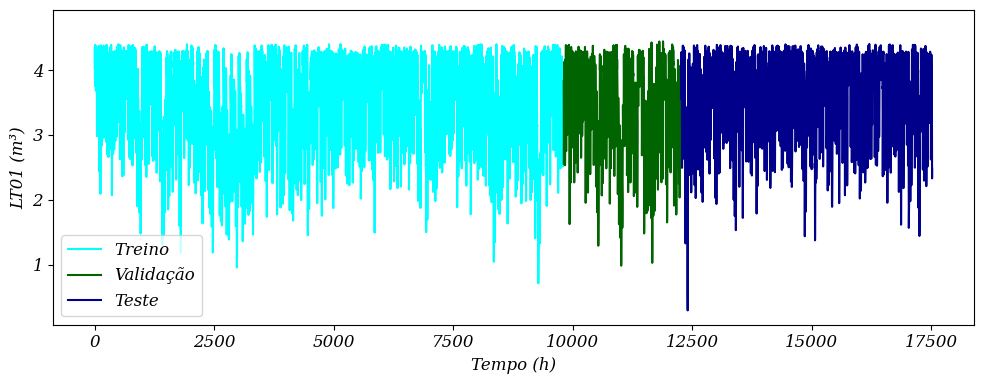 LT01 (m³)
4
3
2
1
Treino
Validação
Teste
0 2500 5000 7500 10000 12500 15000 17500
Tempo (h)